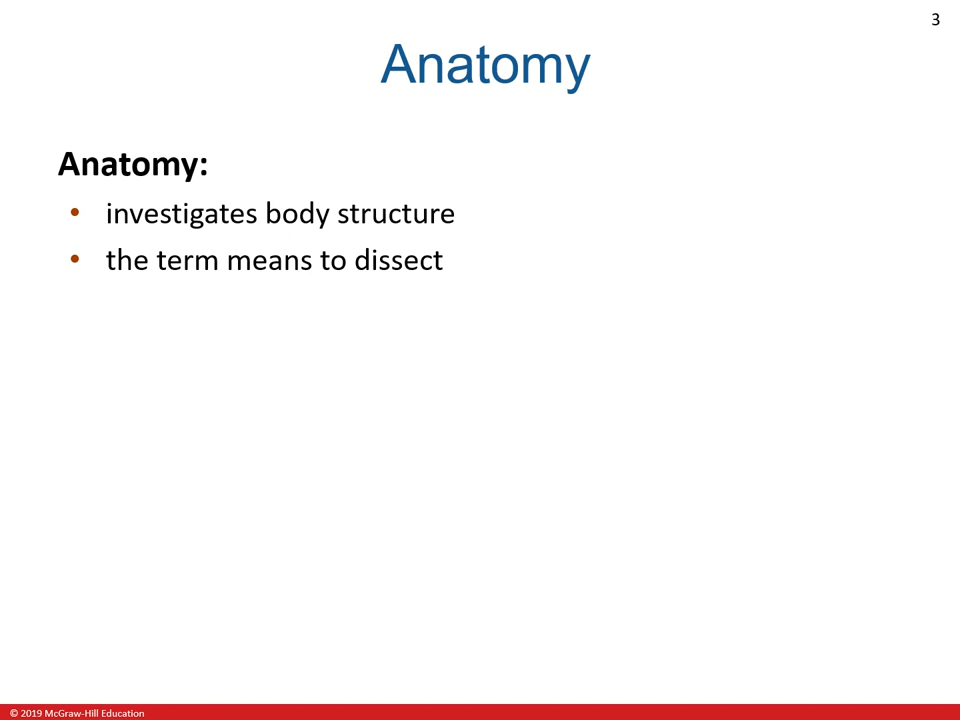 3
Anatomy
Anatomy:
• investigates body structure
• the term means to dissect
© 2019 McGraw-Hill Education